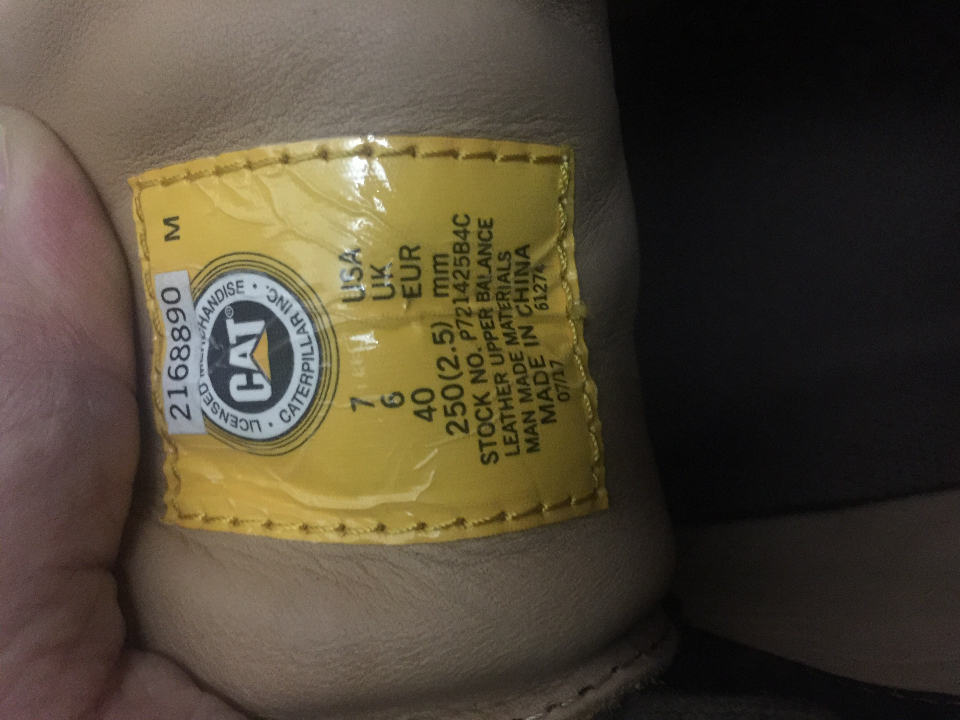 2168890 M
LICENSED MERCHANDISE • CATERPILLAR INC. •
CAT®
7 USA
6 UK
40 EUR
250(2.5) mm
STOCK NO. P721425B4C
LEATHER UPPER BALANCE
MAN MADE MATERIALS
MADE IN CHINA
07/17 61274